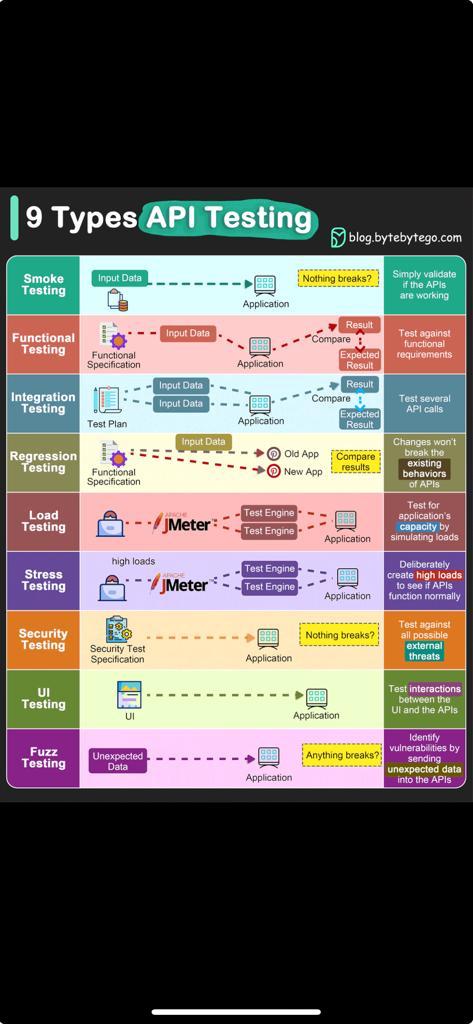 9 Types API Testing
blog.bytebytego.com
Smoke
Testing
Input Data
Application
Nothing breaks?
Simply validate
if the APIs
are working
Functional
Testing
Functional
Specification
Input Data
Application
Compare
Result
Expected
Result
Test against
functional
requirements
Integration
Testing
Test Plan
Input Data
Input Data
Application
Compare
Result
Expected
Result
Test several
API calls
Regression
Testing
Functional
Specification
Input Data
Old App
New App
Compare
results
Changes won't
break the
existing
behaviors
of APIs
Load
Testing
APACHE
JMeter
Test Engine
Test Engine
Application
Test for
application's
capacity by
simulating loads
Stress
Testing
high loads
APACHE
JMeter
Test Engine
Test Engine
Application
Deliberately
create high loads
to see if APIs
function normally
Security
Testing
Security Test
Specification
Application
Nothing breaks?
Test against
all possible
external
threats
UI
Testing
UI
Application
Test interactions
between the
UI and the APIs
Fuzz
Testing
Unexpected
Data
Application
Anything breaks?
Identify
vulnerabilities by
sending
unexpected data
into the APIs